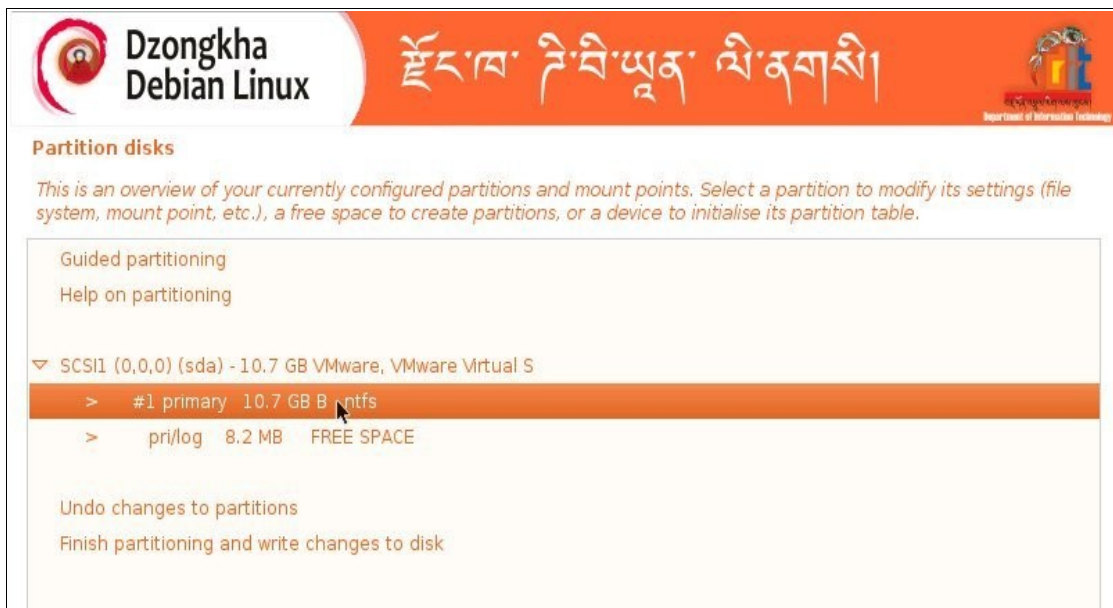 Dzongkha
Debian Linux
རྫོང་ཁ་ ཌི་བི་ཡཱན་ ལི་ནགསི།
Department of Information Technology
Partition disks
This is an overview of your currently configured partitions and mount points. Select a partition to modify its settings (file
system, mount point, etc.), a free space to create partitions, or a device to initialise its partition table.
Guided partitioning
Help on partitioning
SCSI1 (0,0,0) (sda) - 10.7 GB VMware, VMware Virtual S
> #1 primary 10.7 GB B ntfs
> pri/log 8.2 MB FREE SPACE
Undo changes to partitions
Finish partitioning and write changes to disk